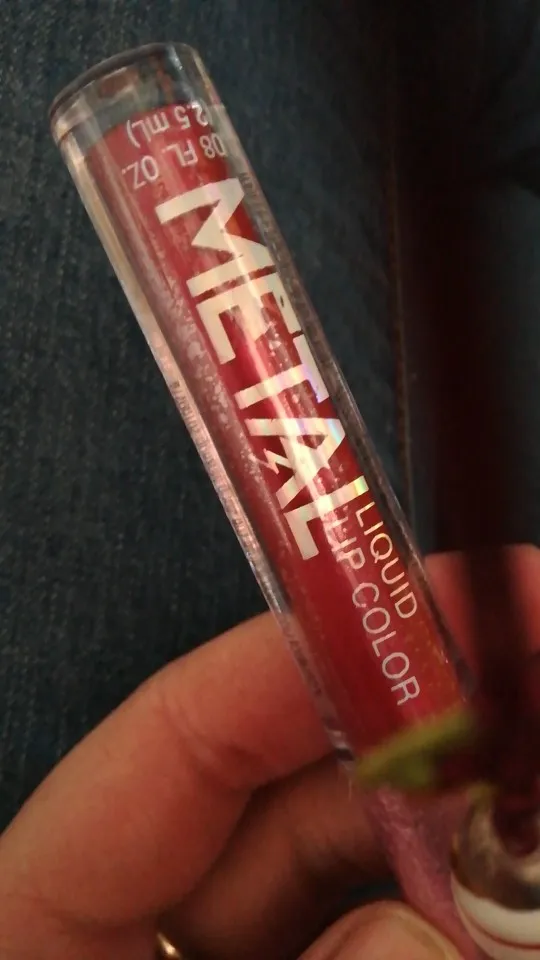 METAL
LIQUID
LIP COLOR
08 FL. OZ.
(2.5 mL)